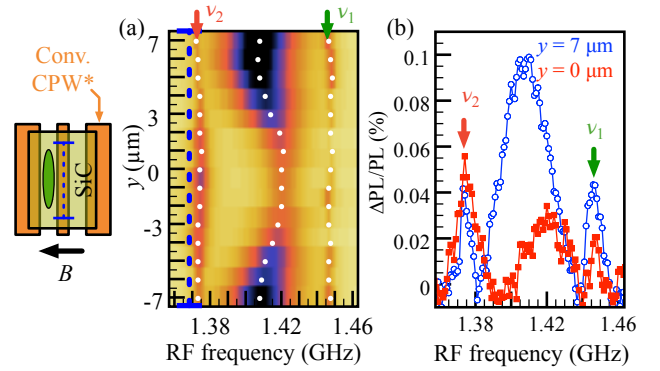 Conv.
CPW*
SiC
B
(a)
ν2
ν1
y (μm)
7
3
0
-3
-7
1.38
1.42
1.46
RF frequency (GHz)
(b)
y = 7 μm
y = 0 μm
ν2
ν1
ΔPL/PL (%)
0.1
0.08
0.06
0.04
0.02
0
1.38
1.42
1.46
RF frequency (GHz)